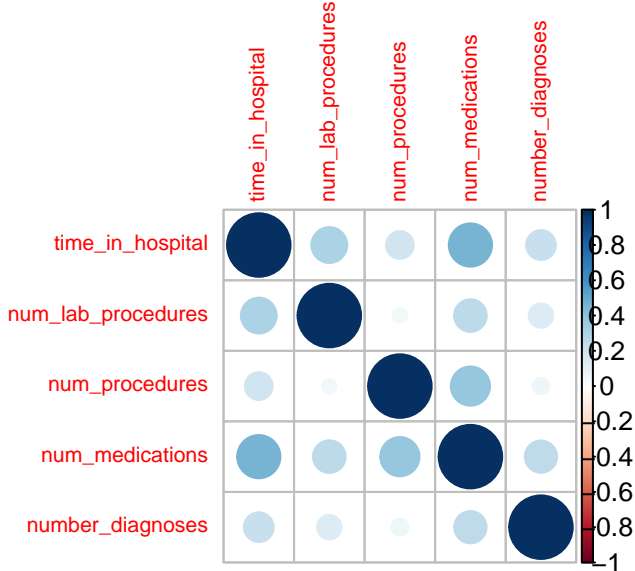 time_in_hospital
num_lab_procedures
num_procedures
num_medications
number_diagnoses
time_in_hospital
num_lab_procedures
num_procedures
num_medications
number_diagnoses
1
0.8
0.6
0.4
0.2
0
−0.2
−0.4
−0.6
−0.8
−1